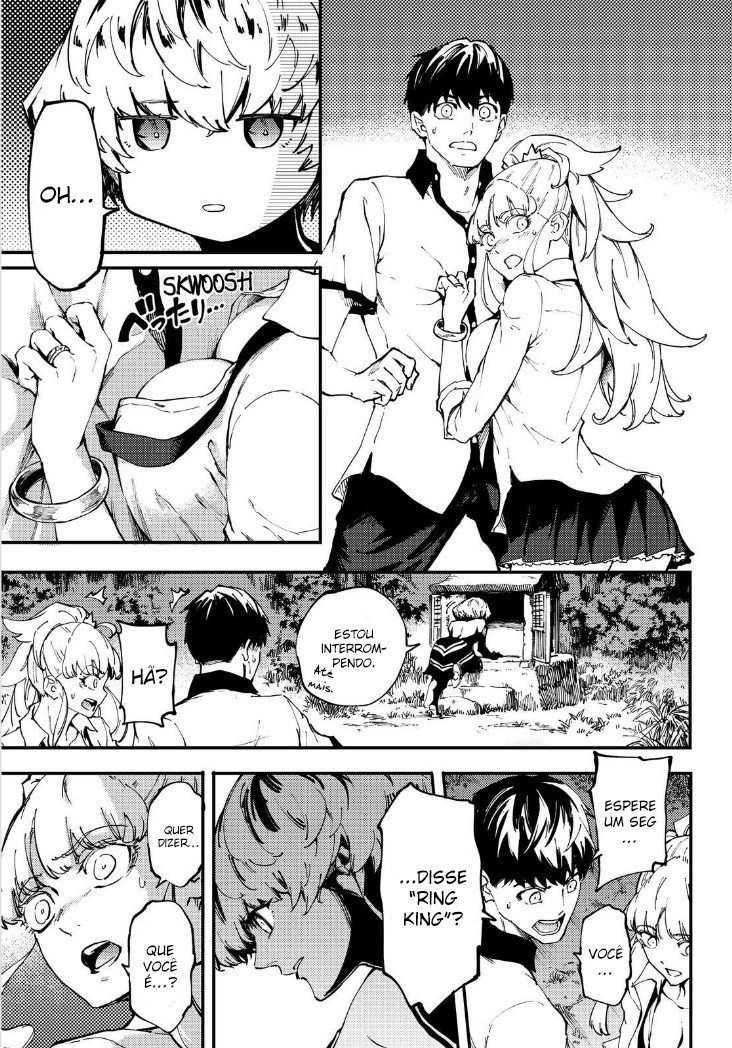 OH...
SKWOOSH
べったり…
ESTOU
INTERROM-
PENDO.
Até
mais.
HÃ?
ESPERE
UM SEG
...
VOCÊ
...
...DISSE
“RING
KING”?
QUER
DIZER...
QUE
VOCÊ
É...?